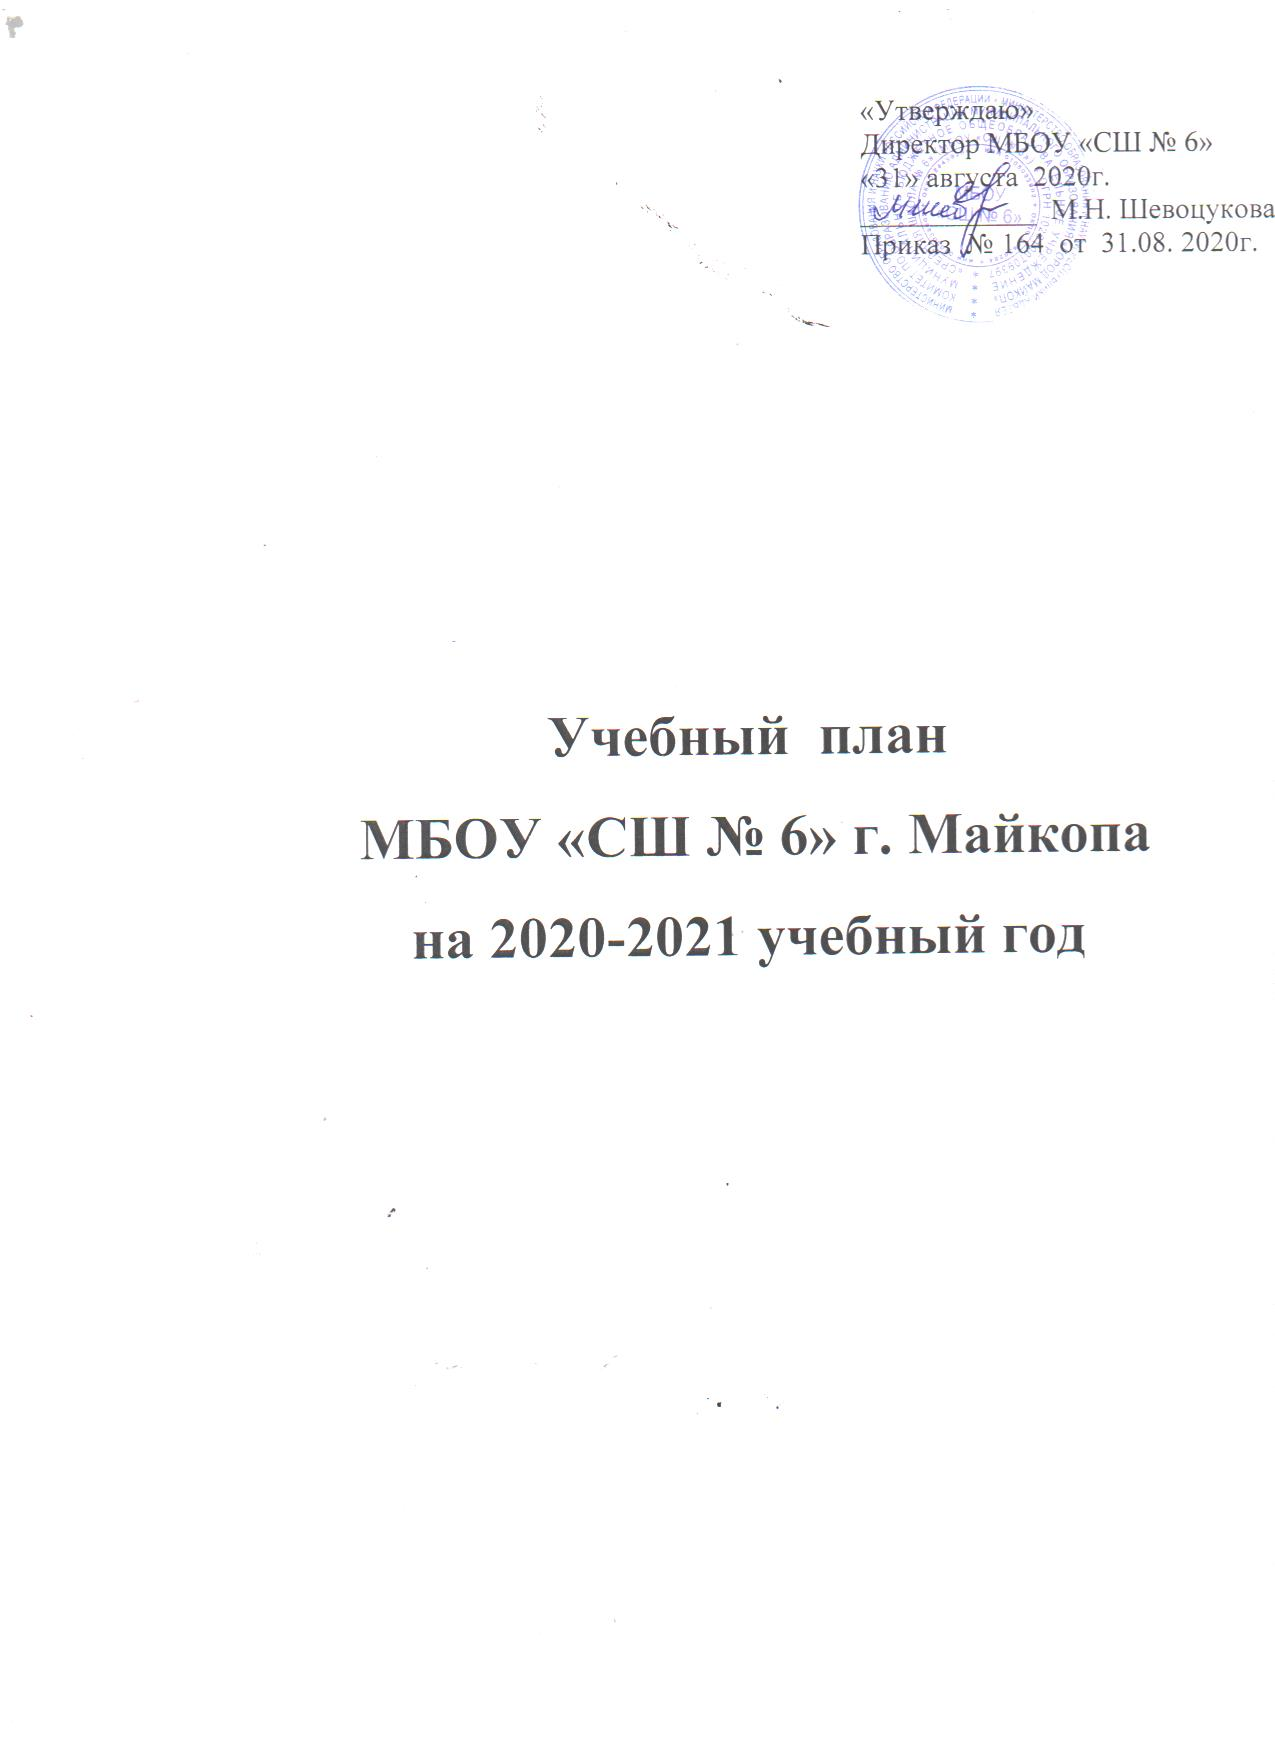 «Утверждаю»
Директор МБОУ «СШ № 6»
«31» августа 2020г.
М.Н. Шевоцукова
Приказ № 164 от 31.08. 2020г.
Учебный план
МБОУ «СШ № 6» г. Майкопа
на 2020-2021 учебный год